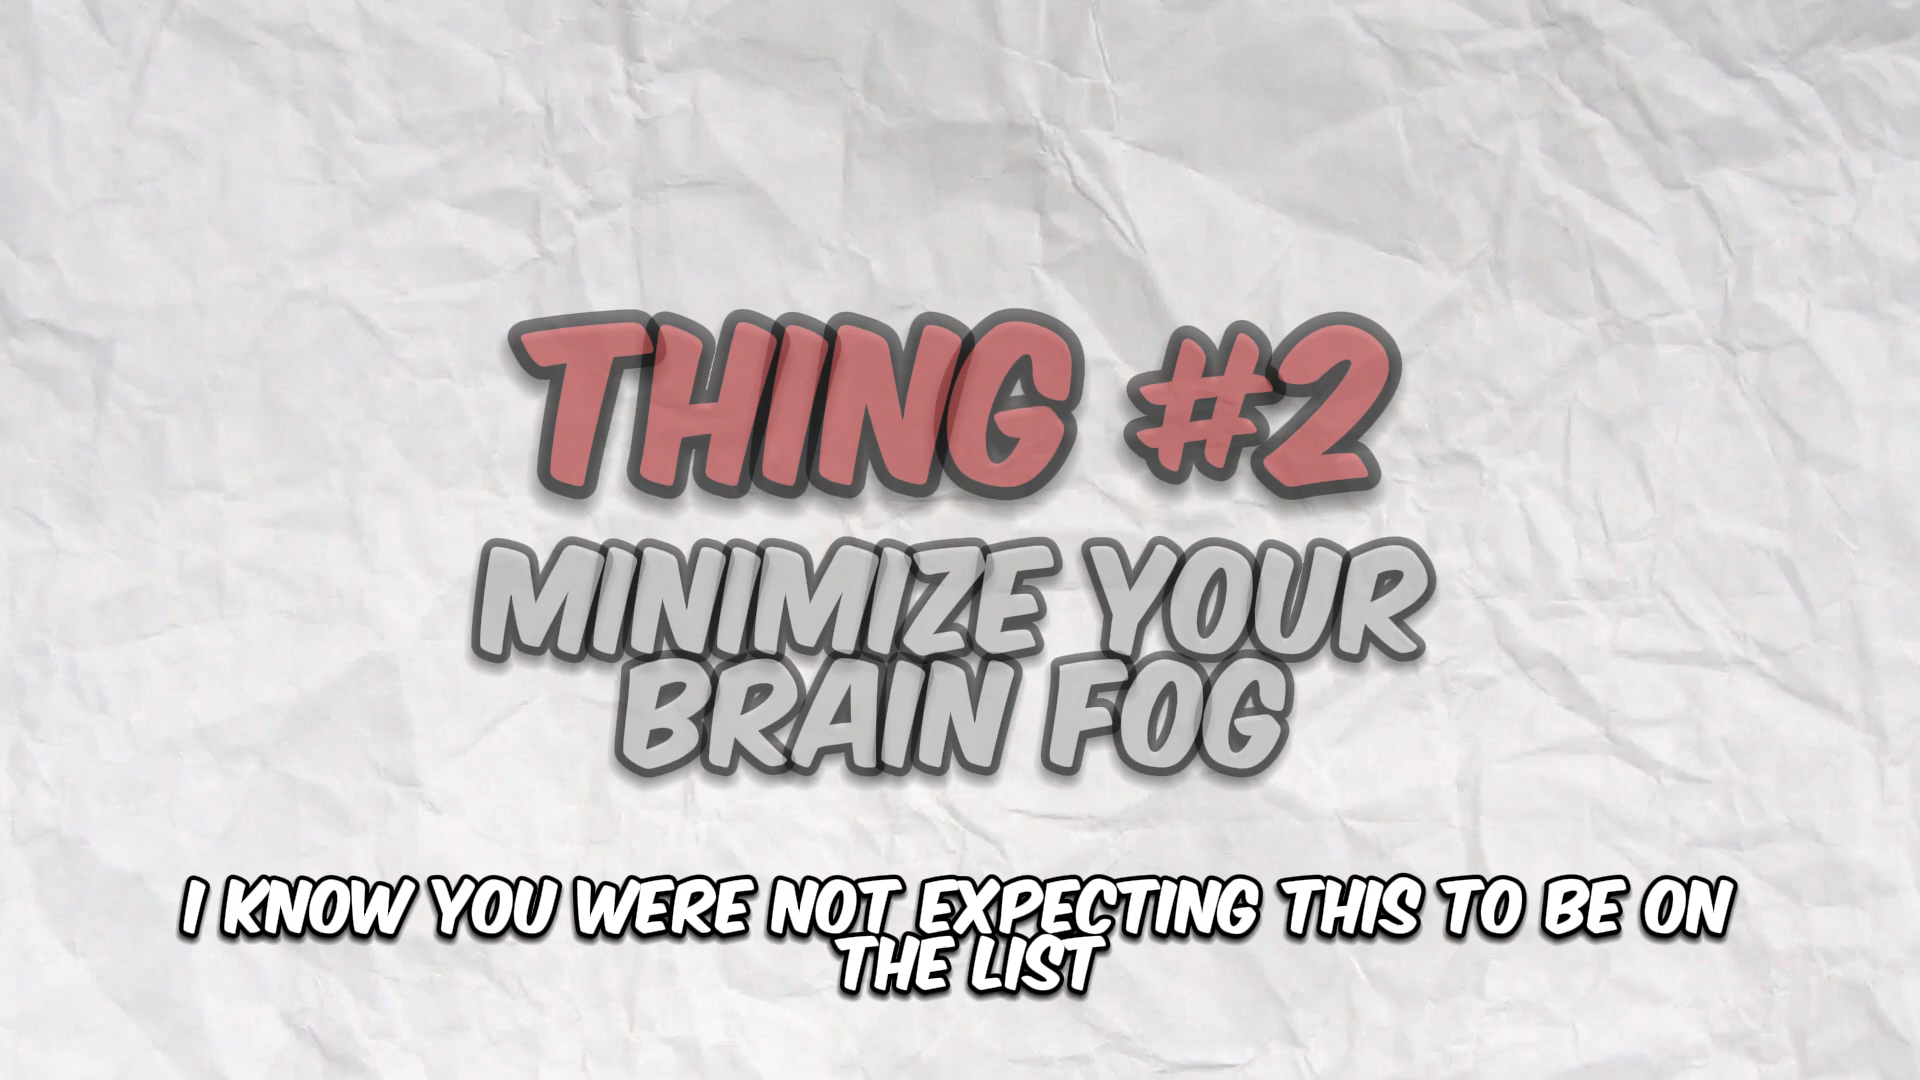 THING #2
MINIMIZE YOUR
BRAIN FOG
I KNOW YOU WERE NOT EXPECTING THIS TO BE ON
THE LIST